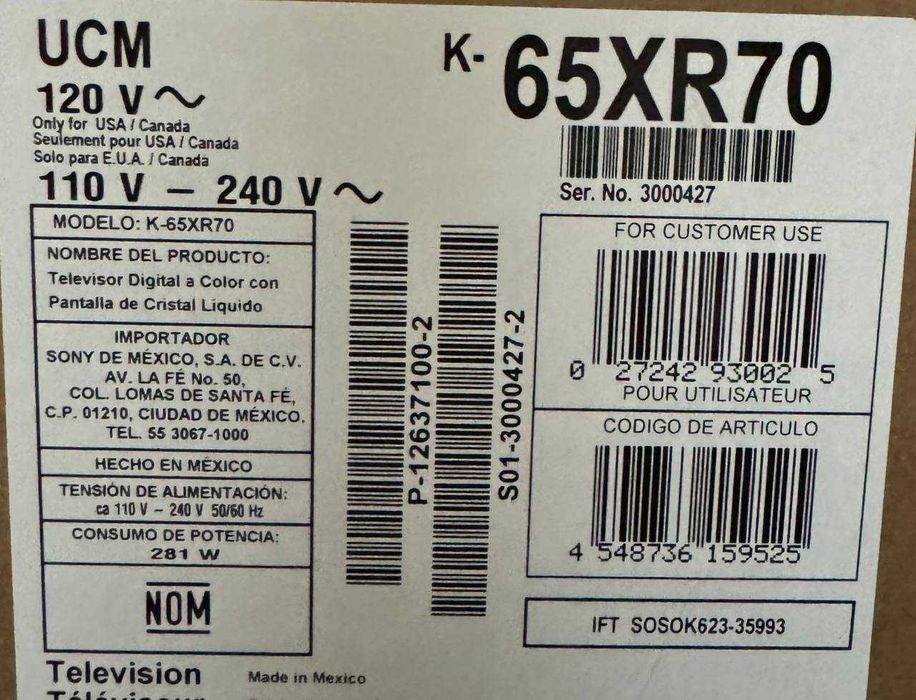 UCM
120 V ~
Only for USA / Canada
Seulement pour USA / Canada
Solo para E.U.A. / Canada
110 V – 240 V ~
MODELO: K-65XR70
NOMBRE DEL PRODUCTO:
Televisor Digital a Color con
Pantalla de Cristal Liquido
IMPORTADOR
SONY DE MÉXICO, S.A. DE C.V.
AV. LA FÉ No. 50,
COL. LOMAS DE SANTA FÉ,
C.P. 01210, CIUDAD DE MÉXICO.
TEL. 55 3067-1000
HECHO EN MÉXICO
TENSIÓN DE ALIMENTACIÓN:
ca 110 V – 240 V 50/60 Hz
CONSUMO DE POTENCIA:
281 W
NOM
Television
Made in Mexico
Téléviseur
P-12637100-2
S01-3000427-2
K-65XR70
Ser. No. 3000427
FOR CUSTOMER USE
0 27242 93002 5
POUR UTILISATEUR
CODIGO DE ARTICULO
4 548736 159525
IFT SOSOK623-35993